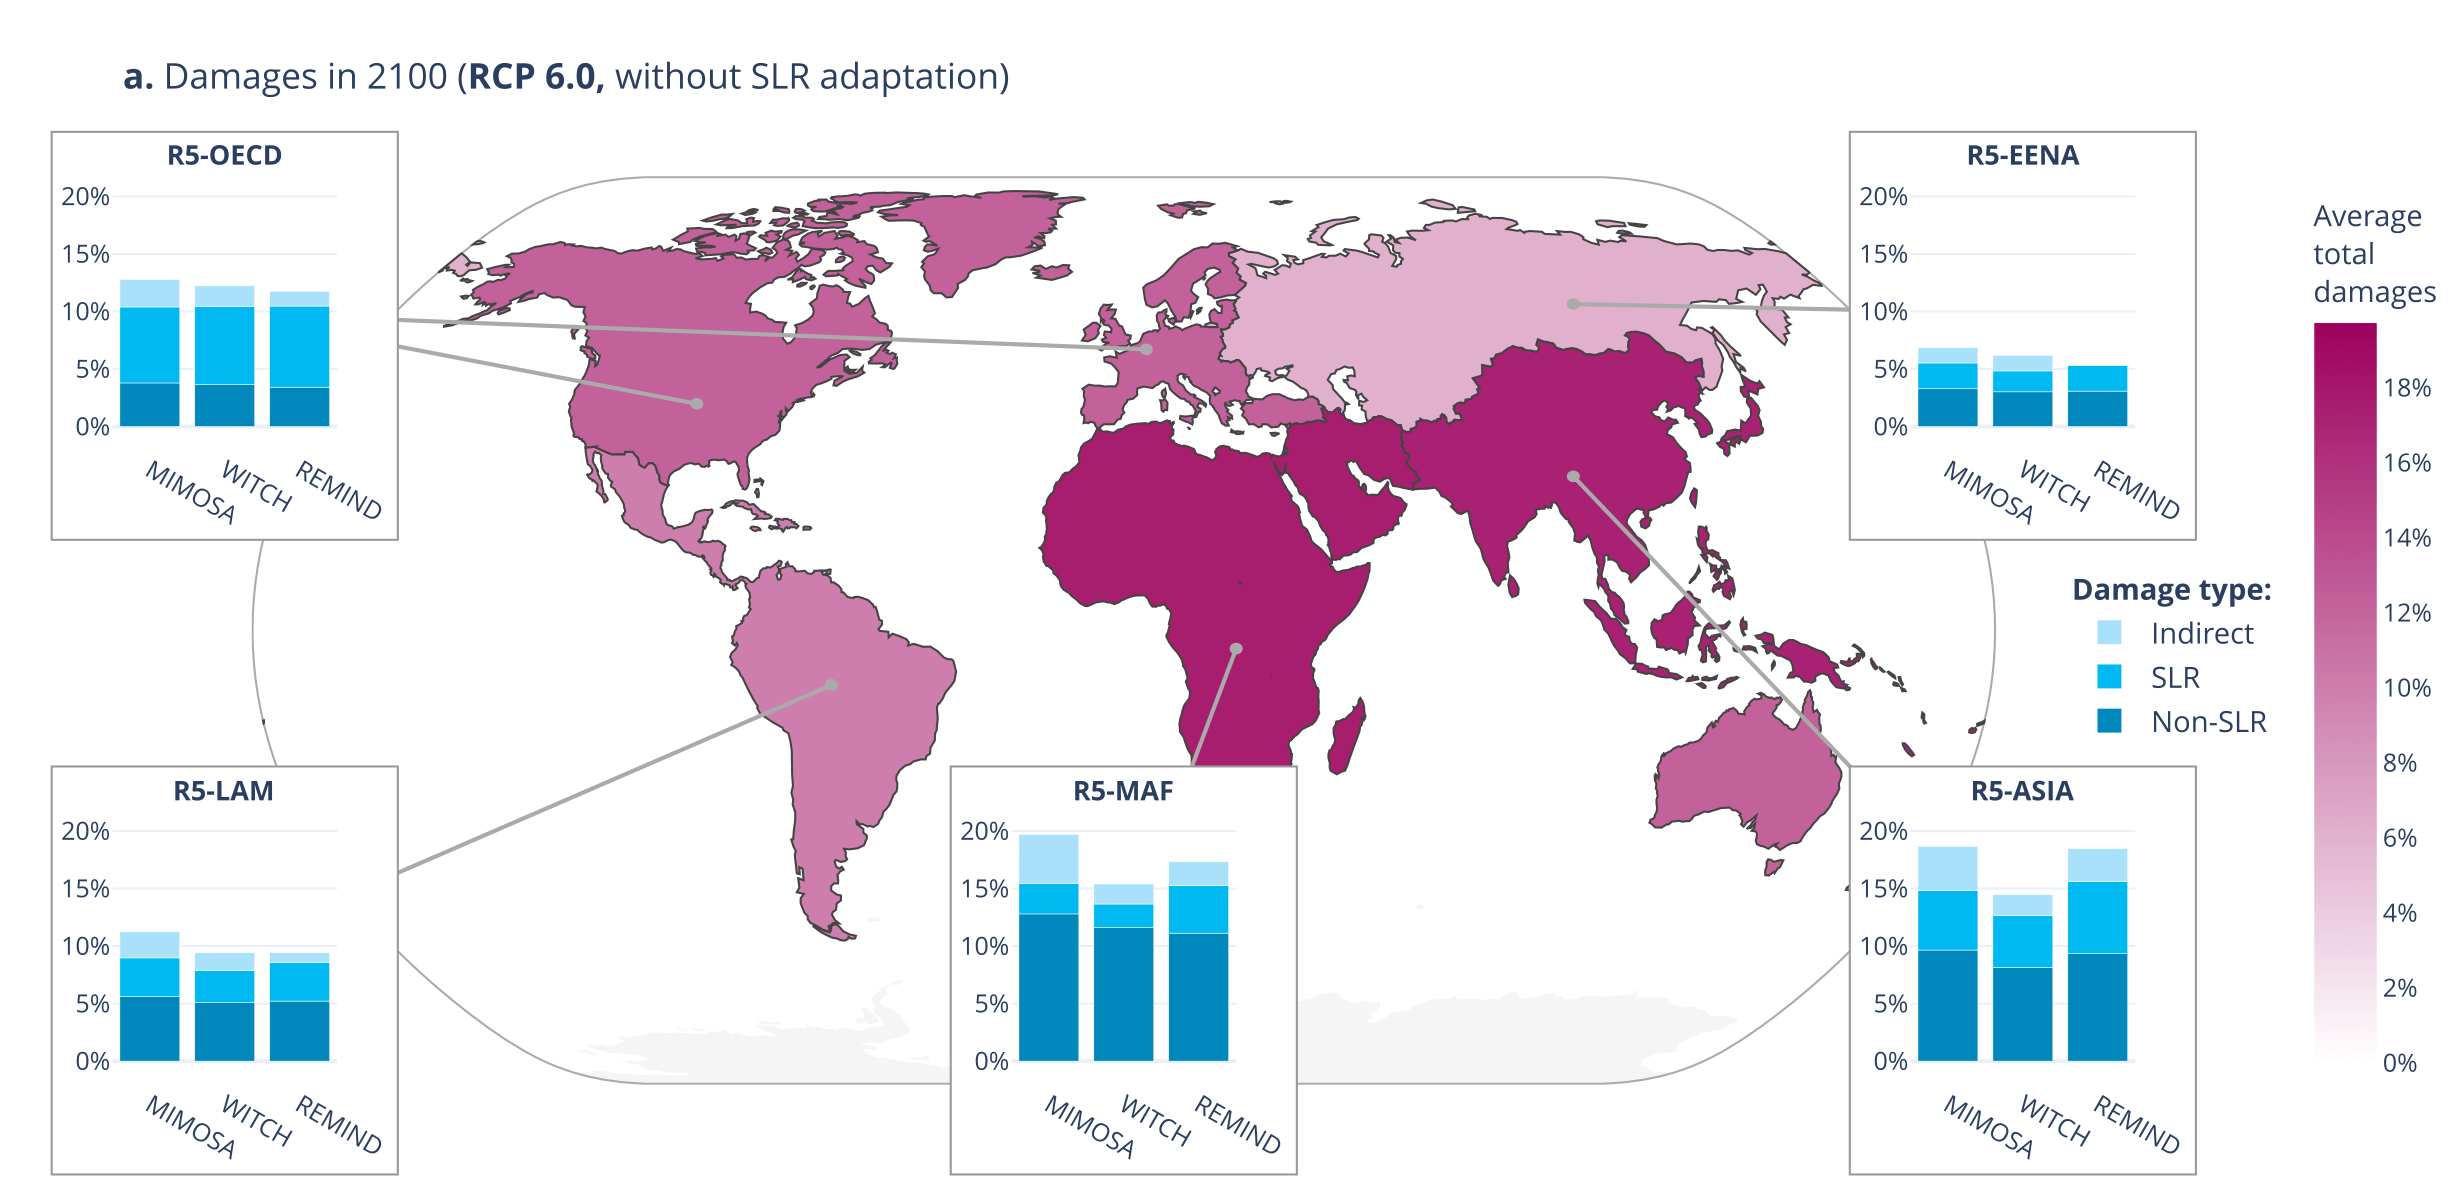 a. Damages in 2100 (RCP 6.0, without SLR adaptation)
R5-OECD
20%
15%
10%
5%
0%
MIMOSA
WITCH
REMIND
R5-EENA
20%
15%
10%
5%
0%
MIMOSA
WITCH
REMIND
Average
total
damages
18%
16%
14%
12%
10%
8%
6%
4%
2%
0%
Damage type:
Indirect
SLR
Non-SLR
R5-LAM
20%
15%
10%
5%
0%
MIMOSA
WITCH
REMIND
R5-MAF
20%
15%
10%
5%
0%
MIMOSA
WITCH
REMIND
R5-ASIA
20%
15%
10%
5%
0%
MIMOSA
WITCH
REMIND